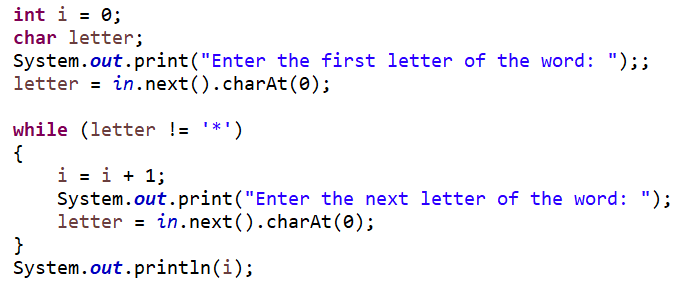 int i = 0;
char letter;
System.out.print("Enter the first letter of the word: ");;
letter = in.next().charAt(0);

while (letter != '*')
{
    i = i + 1;
    System.out.print("Enter the next letter of the word: ");
    letter = in.next().charAt(0);
}
System.out.println(i);